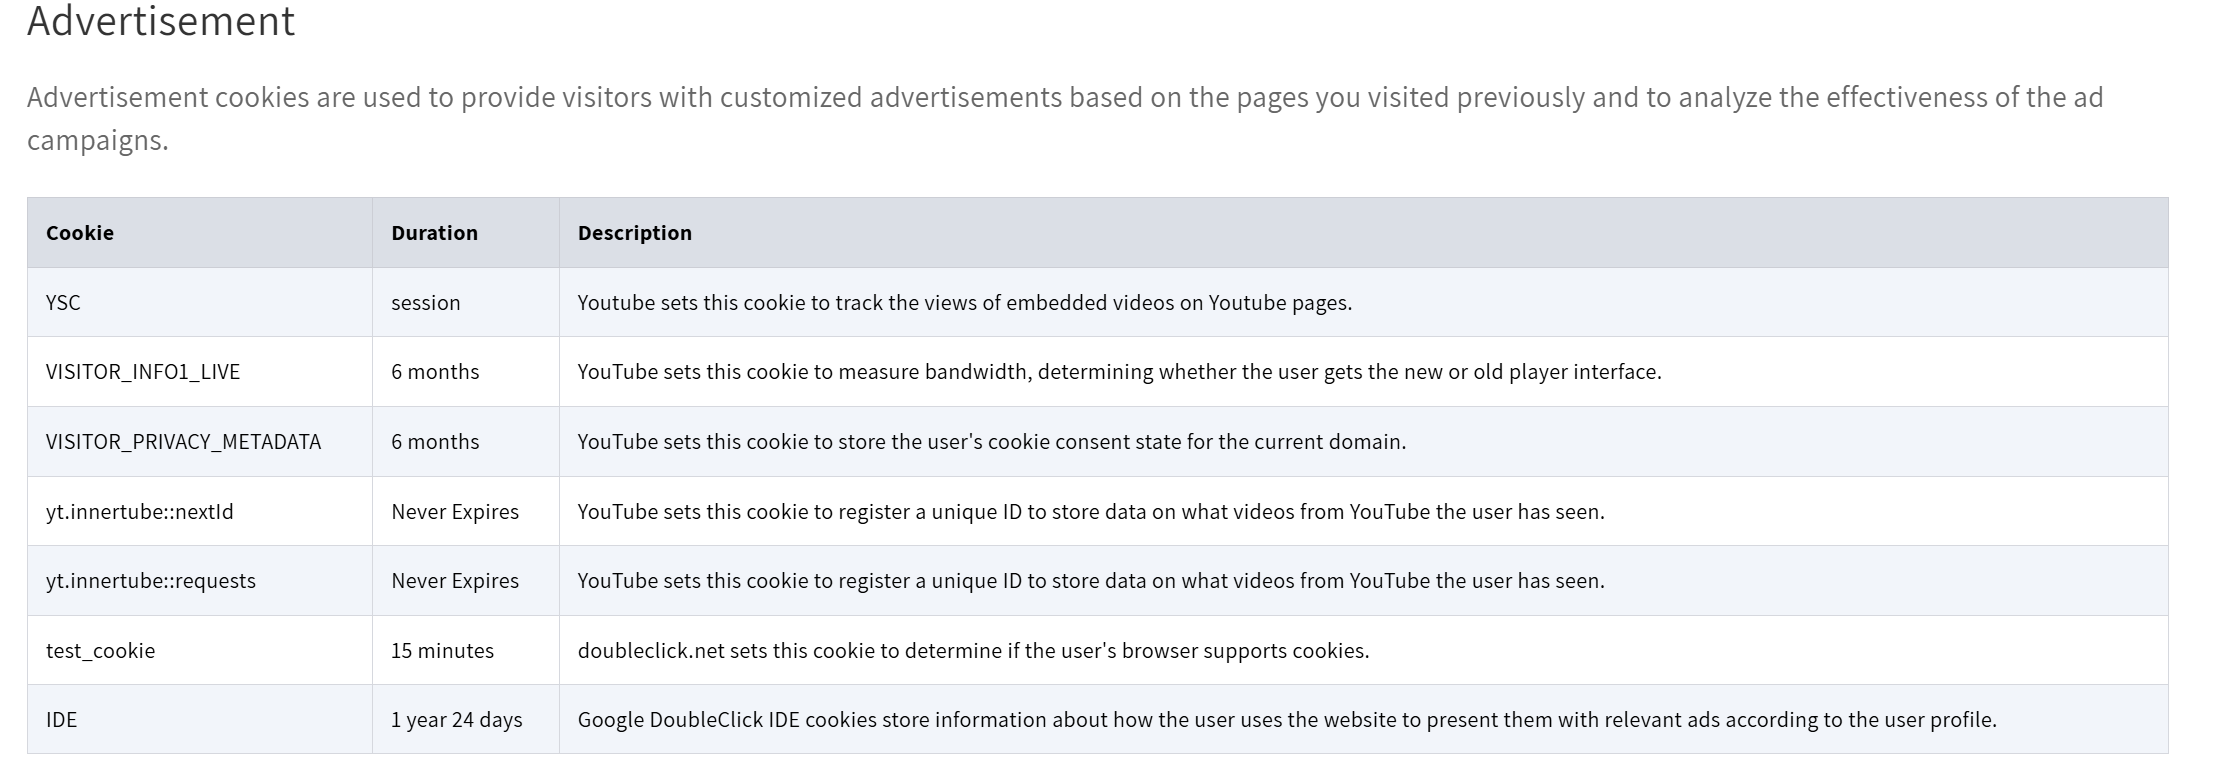 Advertisement
Advertisement cookies are used to provide visitors with customized advertisements based on the pages you visited previously and to analyze the effectiveness of the ad
campaigns.
Cookie Duration Description
YSC session Youtube sets this cookie to track the views of embedded videos on Youtube pages.
VISITOR_INFO1_LIVE 6 months YouTube sets this cookie to measure bandwidth, determining whether the user gets the new or old player interface.
VISITOR_PRIVACY_METADATA 6 months YouTube sets this cookie to store the user's cookie consent state for the current domain.
yt.innertube::nextId Never Expires YouTube sets this cookie to register a unique ID to store data on what videos from YouTube the user has seen.
yt.innertube::requests Never Expires YouTube sets this cookie to register a unique ID to store data on what videos from YouTube the user has seen.
test_cookie 15 minutes doubleclick.net sets this cookie to determine if the user's browser supports cookies.
IDE 1 year 24 days Google DoubleClick IDE cookies store information about how the user uses the website to present them with relevant ads according to the user profile.